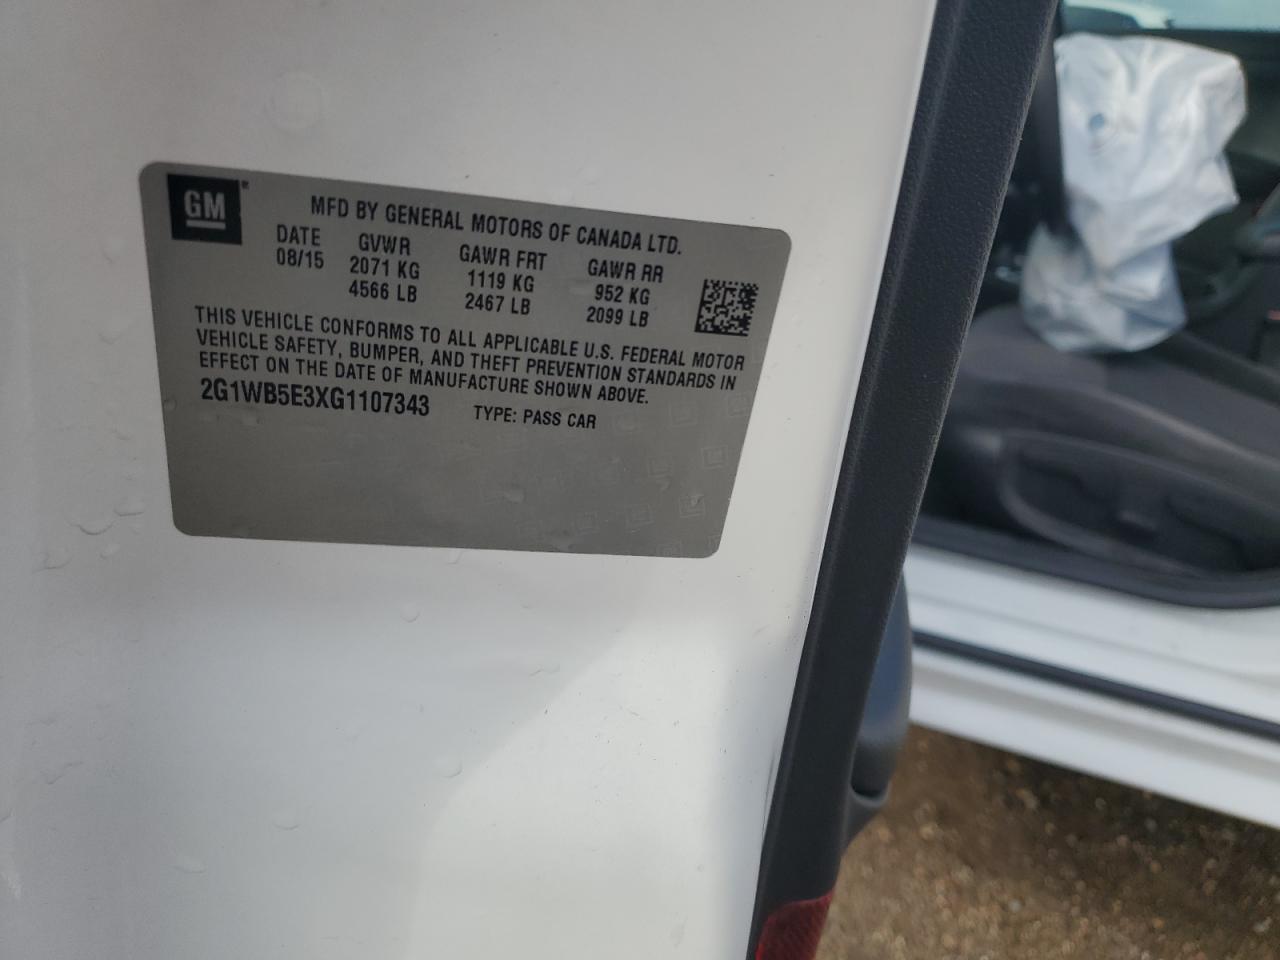 GM
MFD BY GENERAL MOTORS OF CANADA LTD.
DATE GVWR GAWR FRT GAWR RR
08/15 2071 KG 1119 KG 952 KG
4566 LB 2467 LB 2099 LB
THIS VEHICLE CONFORMS TO ALL APPLICABLE U.S. FEDERAL MOTOR
VEHICLE SAFETY, BUMPER, AND THEFT PREVENTION STANDARDS IN
EFFECT ON THE DATE OF MANUFACTURE SHOWN ABOVE.
2G1WB5E3XG1107343 TYPE: PASS CAR